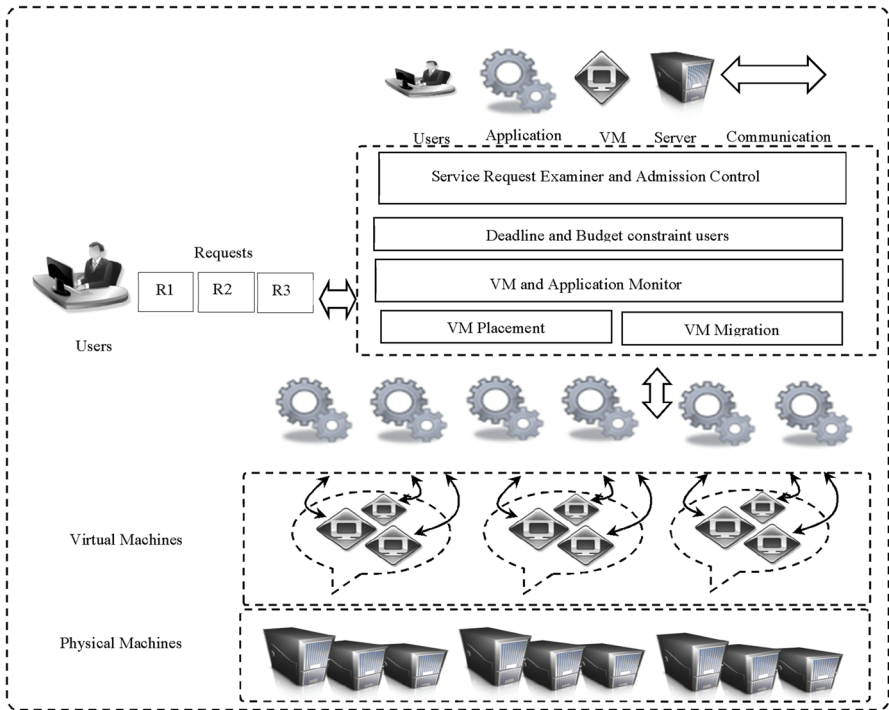 Users Application VM Server Communication
Service Request Examiner and Admission Control
Deadline and Budget constraint users
Requests
R1 R2 R3
VM and Application Monitor
VM Placement VM Migration
Users
Virtual Machines
Physical Machines